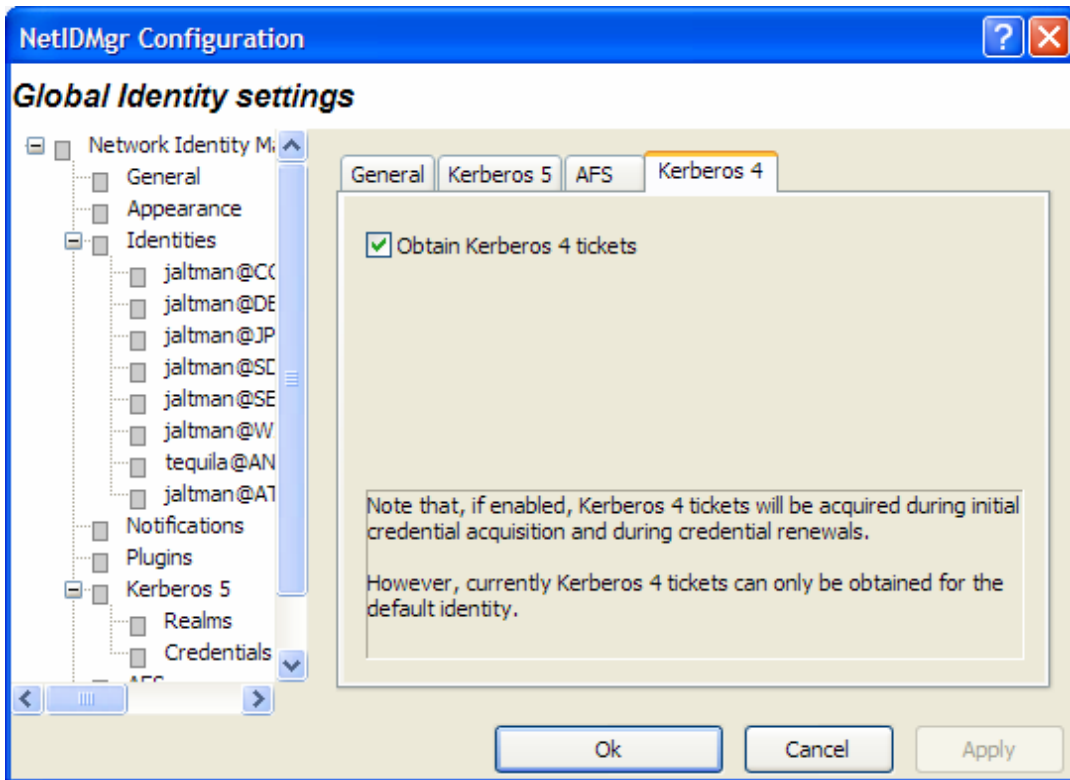 NetIDMgr Configuration
Global Identity settings
Network Identity Ma
General
Appearance
Identities
jaltman@CC
jaltman@DE
jaltman@JP
jaltman@SD
jaltman@SE
jaltman@W.
tequila@AN
jaltman@AT
Notifications
Plugins
Kerberos 5
Realms
Credentials
AFS
General
Kerberos 5
AFS
Kerberos 4
Obtain Kerberos 4 tickets
Note that, if enabled, Kerberos 4 tickets will be acquired during initial
credential acquisition and during credential renewals.
However, currently Kerberos 4 tickets can only be obtained for the
default identity.
Ok
Cancel
Apply